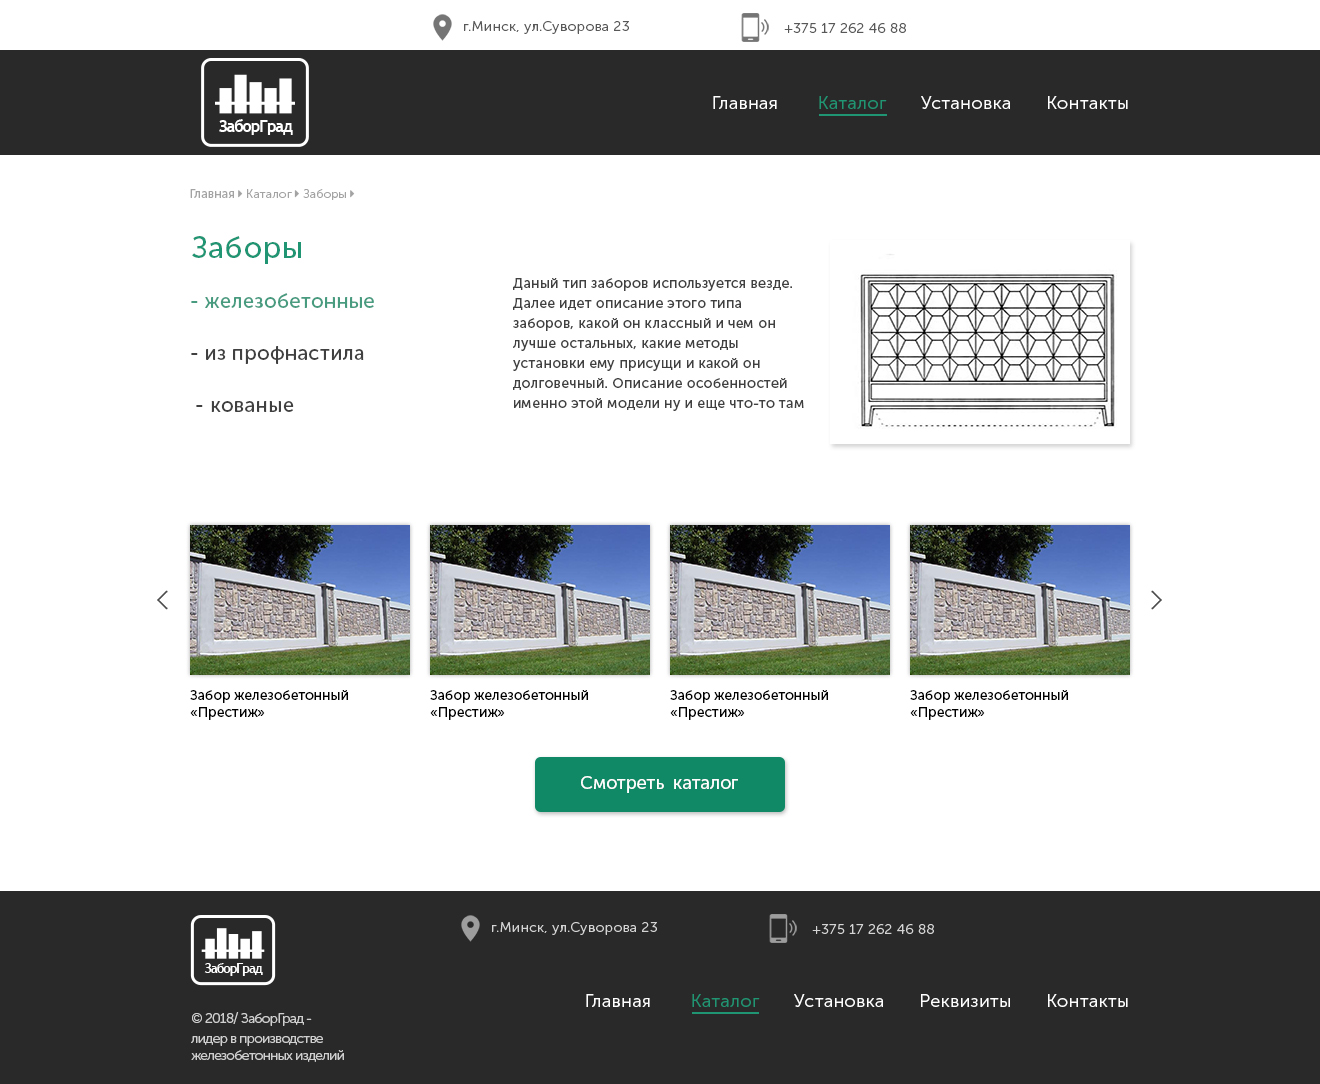 г.Минск, ул.Суворова 23
+375 17 262 46 88
ЗаборГрад
Главная Каталог Установка Контакты
Главная Каталог Заборы
Заборы
- железобетонные
- из профнастила
- кованые
Даный тип заборов используется везде.
Далее идет описание этого типа
заборов, какой он классный и чем он
лучше остальных, какие методы
установки ему присущи и какой он
долговечный. Описание особенностей
именно этой модели ну и еще что-то там
Забор железобетонный
«Престиж»
Забор железобетонный
«Престиж»
Забор железобетонный
«Престиж»
Забор железобетонный
«Престиж»
Смотреть каталог
ЗаборГрад
г.Минск, ул.Суворова 23
+375 17 262 46 88
Главная Каталог Установка Реквизиты Контакты
© 2018/ ЗаборГрад -
лидер в производстве
железобетонных изделий